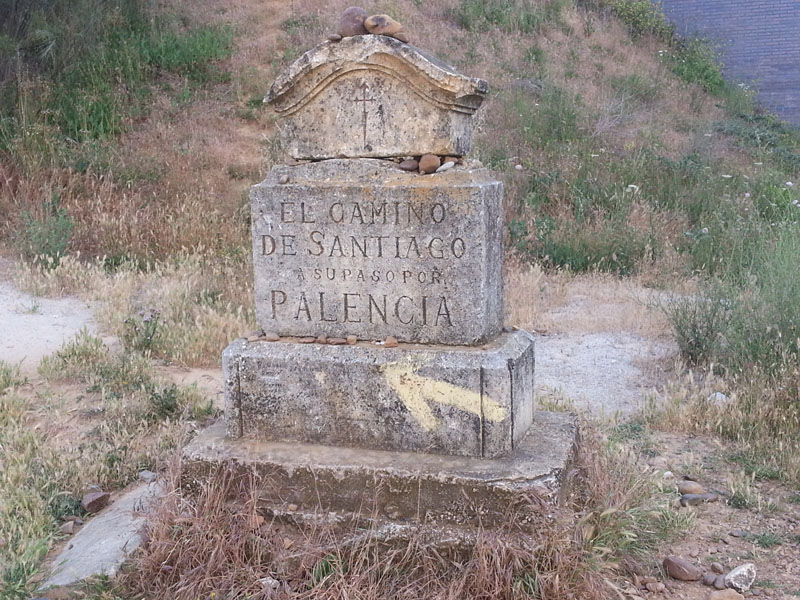 EL CAMINO
DE SANTIAGO
A SU PASO POR
PALENCIA